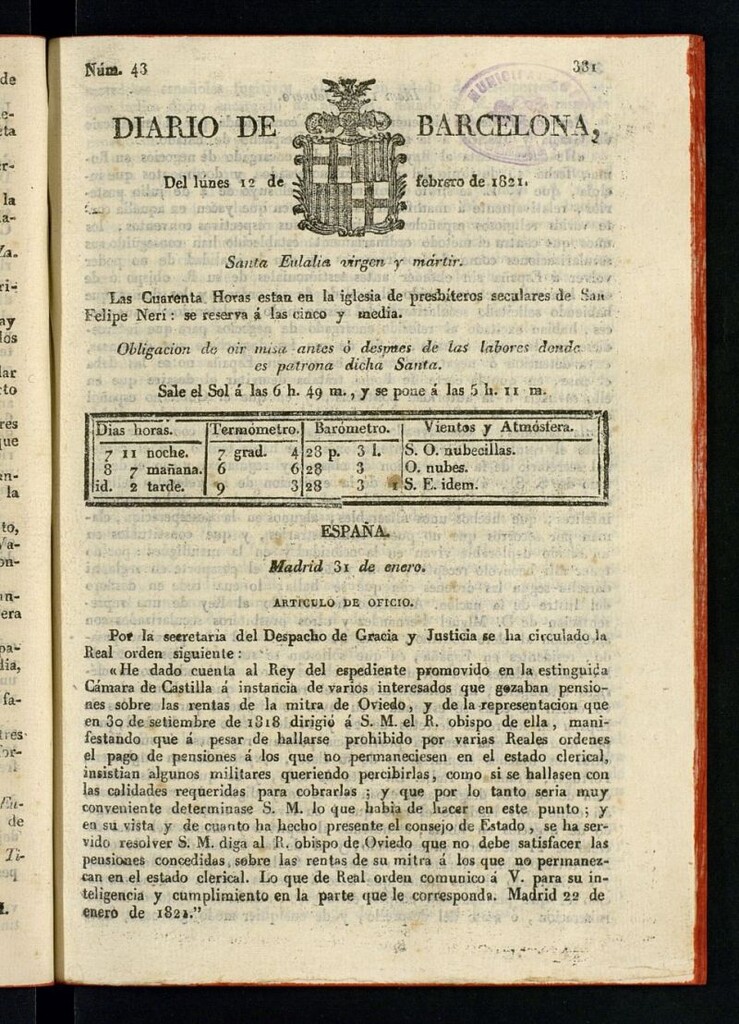 Núm. 43
331
MUNICIPAL
DIARIO DE BARCELONA,
Del lúnes 12 de febrero de 1821.
Santa Eulalia virgen y mártir.
Las Cuarenta Horas estan en la iglesia de presbíteros seculares de San
Felipe Neri: se reserva á las cinco y media.
Obligacion de oir misa antes ó despues de las labores donde
es patrona dicha Santa.
Sale el Sol á las 6 h. 49 m., y se pone á las 5 h. 11 m.
Dias horas. Termómetro. Barómetro. Vientos y Atmósfera.
7 11 noche. 7 grad. 4 28 p. 3 l. S. O. nubecillas.
8 7 mañana. 6 6 28 3 O. nubes.
id. 2 tarde. 9 3 28 3 1 S. E. idem.
ESPAÑA.
Madrid 31 de enero.
ARTICULO DE OFICIO.
Por la secretaria del Despacho de Gracia y Justicia se ha circulado la
Real orden siguiente:
«He dado cuenta al Rey del espediente promovido en la estinguida
Cámara de Castilla á instancia de varios interesados que gozaban pensio-
nes sobre las rentas de la mitra de Oviedo, y de la representacion que
en 30 de setiembre de 1818 dirigió á S. M. el R. obispo de ella, mani-
festando que á pesar de hallarse prohibido por varias Reales ordenes
el pago de pensiones á los que no permaneciesen en el estado clerical,
insistian algunos militares queriendo percibirlas, como si se hallasen con
las calidades requeridas para cobrarlas; y que por lo tanto seria muy
conveniente determinase S. M. lo que habia de hacer en este punto; y
en su vista y de cuanto ha hecho presente el consejo de Estado, se ha ser-
vido resolver S. M. diga al R. obispo de Oviedo que no debe satisfacer las
pensiones concedidas sobre las rentas de su mitra á los que no permanez-
can en el estado clerical. Lo que de Real orden comunico á V. para su in-
teligencia y cumplimiento en la parte que le corresponda. Madrid 22 de
enero de 1821."